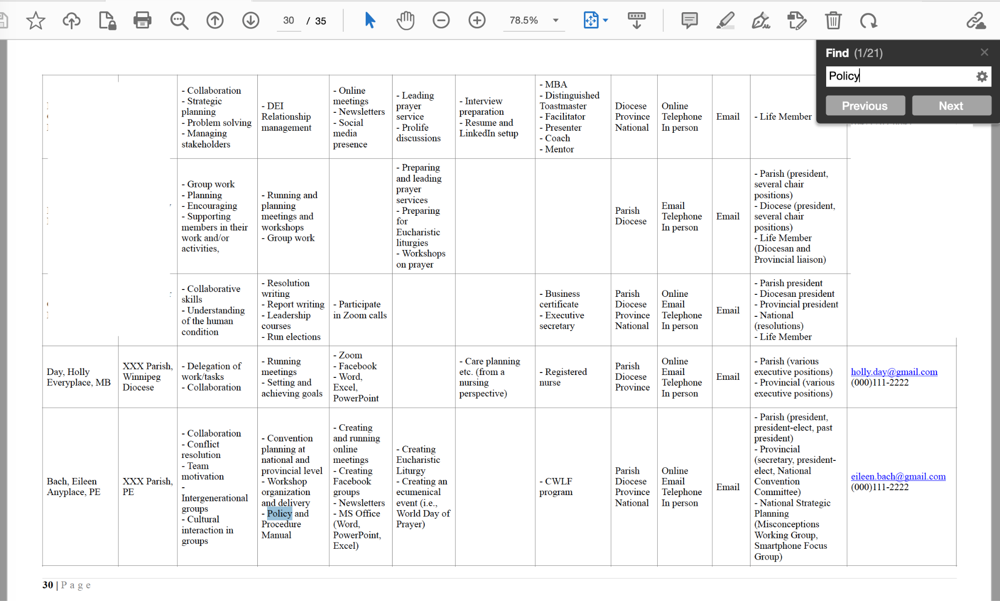 30 / 35
78.5%
Find (1/21)
Policy
Previous
Next
- Collaboration
- Strategic
planning
- Problem solving
- Managing
stakeholders
- DEI
Relationship
management
- Online
meetings
- Newsletters
- Social
media
presence
- Leading
prayer
service
- Prolife
discussions
- Interview
preparation
- Resume and
LinkedIn setup
- MBA
- Distinguished
Toastmaster
- Facilitator
- Presenter
- Coach
- Mentor
Diocese
Province
National
Online
Telephone
In person
Email
- Life Member
- Group work
- Planning
- Encouraging
- Supporting
members in their
work and/or
activities,
- Running and
planning
meetings and
workshops
- Group work
- Preparing
and leading
prayer
services
- Preparing
for
Eucharistic
liturgies
- Workshops
on prayer
Parish
Diocese
Email
Telephone
In person
Email
- Parish (president,
several chair
positions)
- Diocese (president,
several chair
positions)
- Life Member
(Diocesan and
Provincial liaison)
- Collaborative
skills
- Understanding
of the human
condition
- Resolution
writing
- Report writing
- Leadership
courses
- Run elections
- Participate
in Zoom calls
- Business
certificate
- Executive
secretary
Parish
Diocese
Province
National
Online
Email
Telephone
In person
Email
- Parish president
- Diocesan president
- Provincial president
- National
(resolutions)
- Life Member
Day, Holly
Everyplace, MB
XXX Parish,
Winnipeg
Diocese
- Delegation of
work/tasks
- Collaboration
- Running
meetings
- Setting and
achieving goals
- Zoom
- Facebook
- Word,
Excel,
PowerPoint
- Care planning
etc. (from a
nursing
perspective)
- Registered
nurse
Parish
Diocese
Province
Online
Email
Telephone
In person
Email
- Parish (various
executive positions)
- Provincial (various
executive positions)
holly.day@gmail.com
(000)111-2222
Bach, Eileen
Anyplace, PE
XXX Parish,
PE
- Collaboration
- Conflict
resolution
- Team
motivation
-
Intergenerational
groups
- Cultural
interaction in
groups
- Convention
planning at
national and
provincial level
- Workshop
organization
and delivery
- Policy and
Procedure
Manual
- Creating
and running
online
meetings
- Creating
Facebook
groups
- Newsletters
- MS Office
(Word,
PowerPoint,
Excel)
- Creating
Eucharistic
Liturgy
- Creating an
ecumenical
event (i.e.,
World Day of
Prayer)
- CWLF
program
Parish
Diocese
Province
National
Online
Email
Telephone
In person
Email
- Parish (president,
president-elect, past
president)
- Provincial
(secretary, president-
elect, National
Convention
Committee)
- National Strategic
Planning
(Misconceptions
Working Group,
Smartphone Focus
Group)
eileen.bach@gmail.com
(000)111-2222
30 | Page